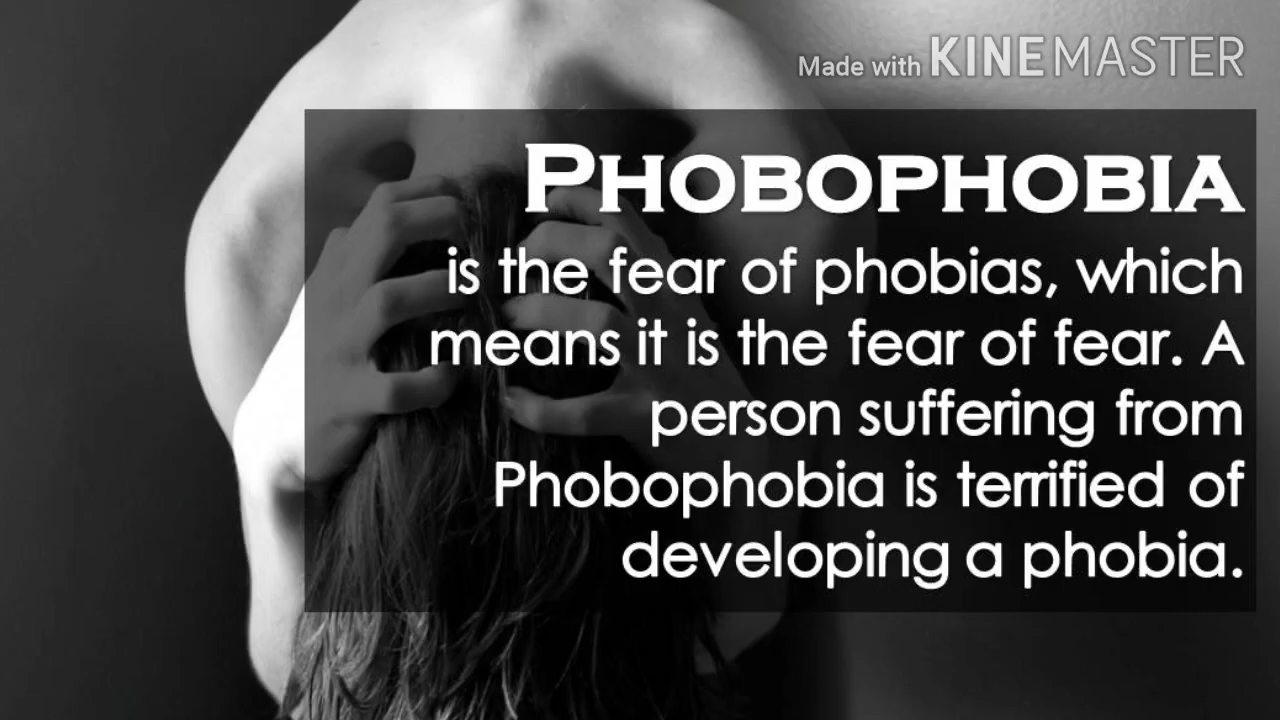 Made with KINEMASTER
PHOBOPHOBIA
is the fear of phobias, which
means it is the fear of fear. A
person suffering from
Phobophobia is terrified of
developing a phobia.